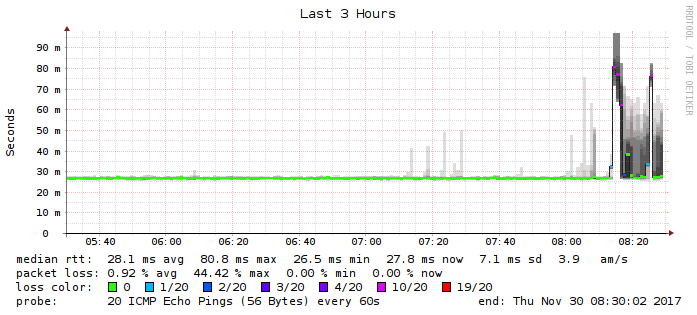 Last 3 Hours
RRDTOOL / TOBI OETIKER
Seconds
90 m
80 m
70 m
60 m
50 m
40 m
30 m
20 m
10 m
0
05:40 06:00 06:20 06:40 07:00 07:20 07:40 08:00 08:20
median rtt: 28.1 ms avg 80.8 ms max 26.5 ms min 27.8 ms now 7.1 ms sd 3.9 am/s
packet loss: 0.92 % avg 44.42 % max 0.00 % min 0.00 % now
loss color: 0 1/20 2/20 3/20 4/20 10/20 19/20
probe: 20 ICMP Echo Pings (56 Bytes) every 60s end: Thu Nov 30 08:30:02 2017